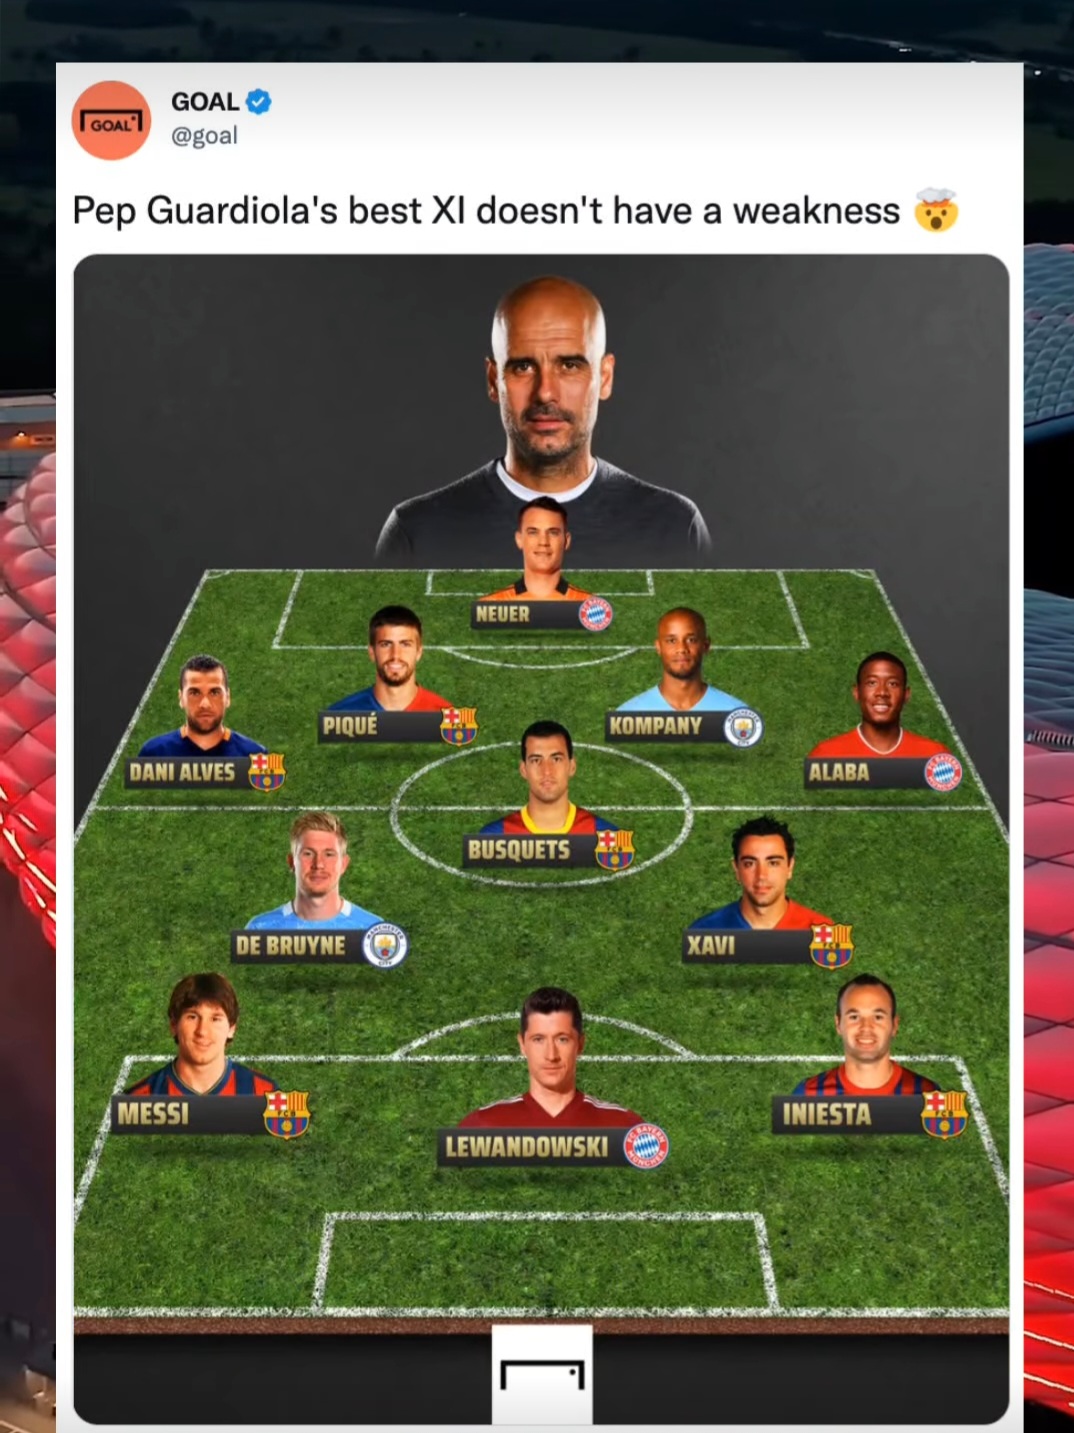 GOAL
GOAL
@goal
Pep Guardiola's best XI doesn't have a weakness
NEUER
PIQUÉ
KOMPANY
DANI ALVES
ALABA
BUSQUETS
DE BRUYNE
XAVI
MESSI
LEWANDOWSKI
INIESTA